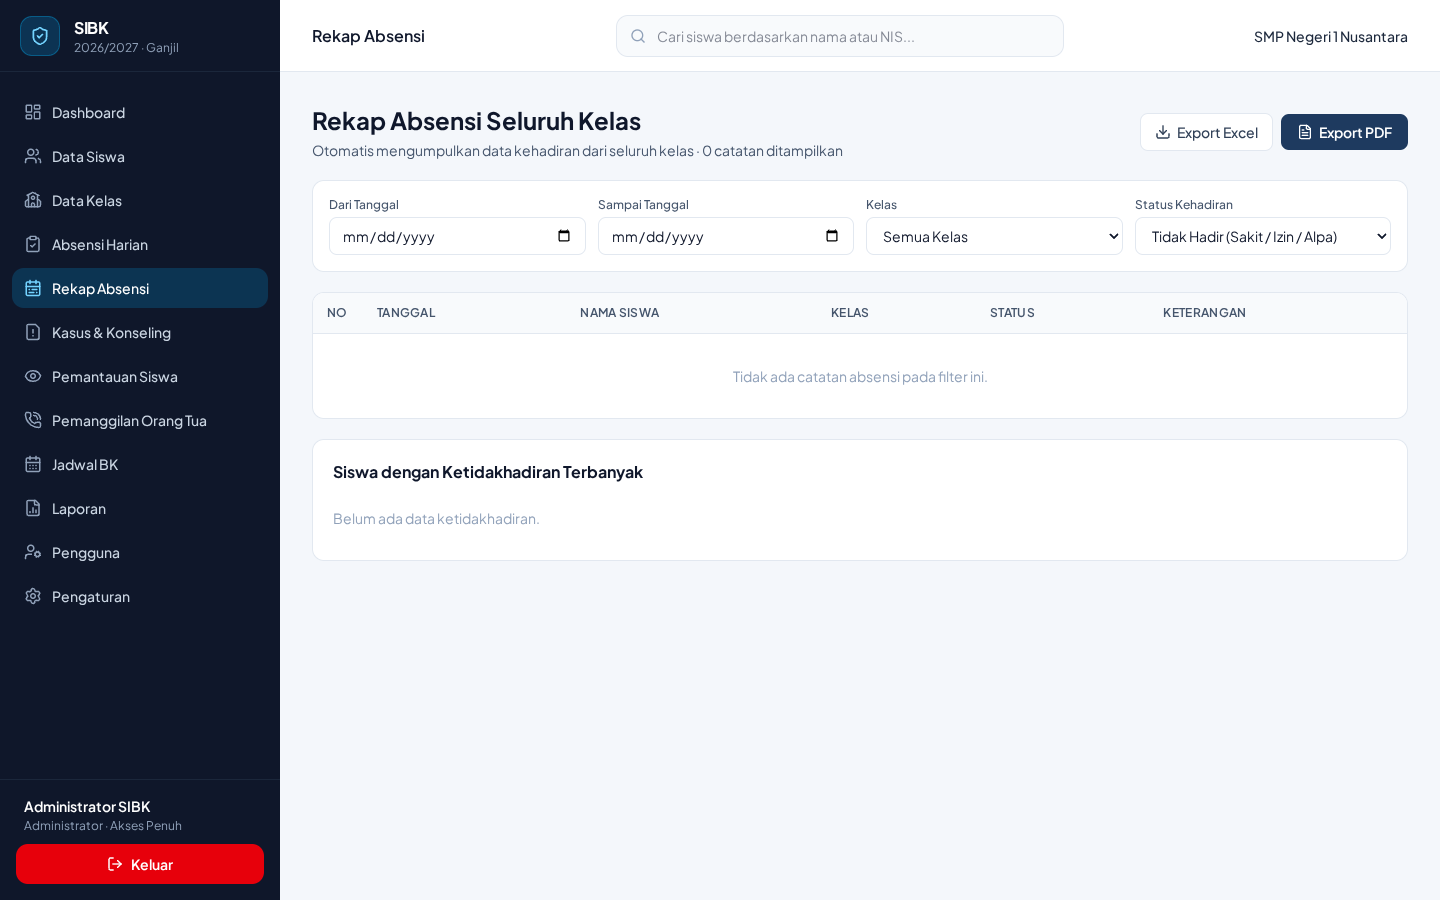 SIBK
2026/2027 · Ganjil
Dashboard
Data Siswa
Data Kelas
Absensi Harian
Rekap Absensi
Kasus & Konseling
Pemantauan Siswa
Pemanggilan Orang Tua
Jadwal BK
Laporan
Pengguna
Pengaturan
Administrator SIBK
Administrator · Akses Penuh
Keluar
Rekap Absensi
Cari siswa berdasarkan nama atau NIS...
SMP Negeri 1 Nusantara
Rekap Absensi Seluruh Kelas
Otomatis mengumpulkan data kehadiran dari seluruh kelas · 0 catatan ditampilkan
Export Excel
Export PDF
Dari Tanggal
mm/dd/yyyy
Sampai Tanggal
mm/dd/yyyy
Kelas
Semua Kelas
Status Kehadiran
Tidak Hadir (Sakit / Izin / Alpa)
NO TANGGAL NAMA SISWA KELAS STATUS KETERANGAN
Tidak ada catatan absensi pada filter ini.
Siswa dengan Ketidakhadiran Terbanyak
Belum ada data ketidakhadiran.